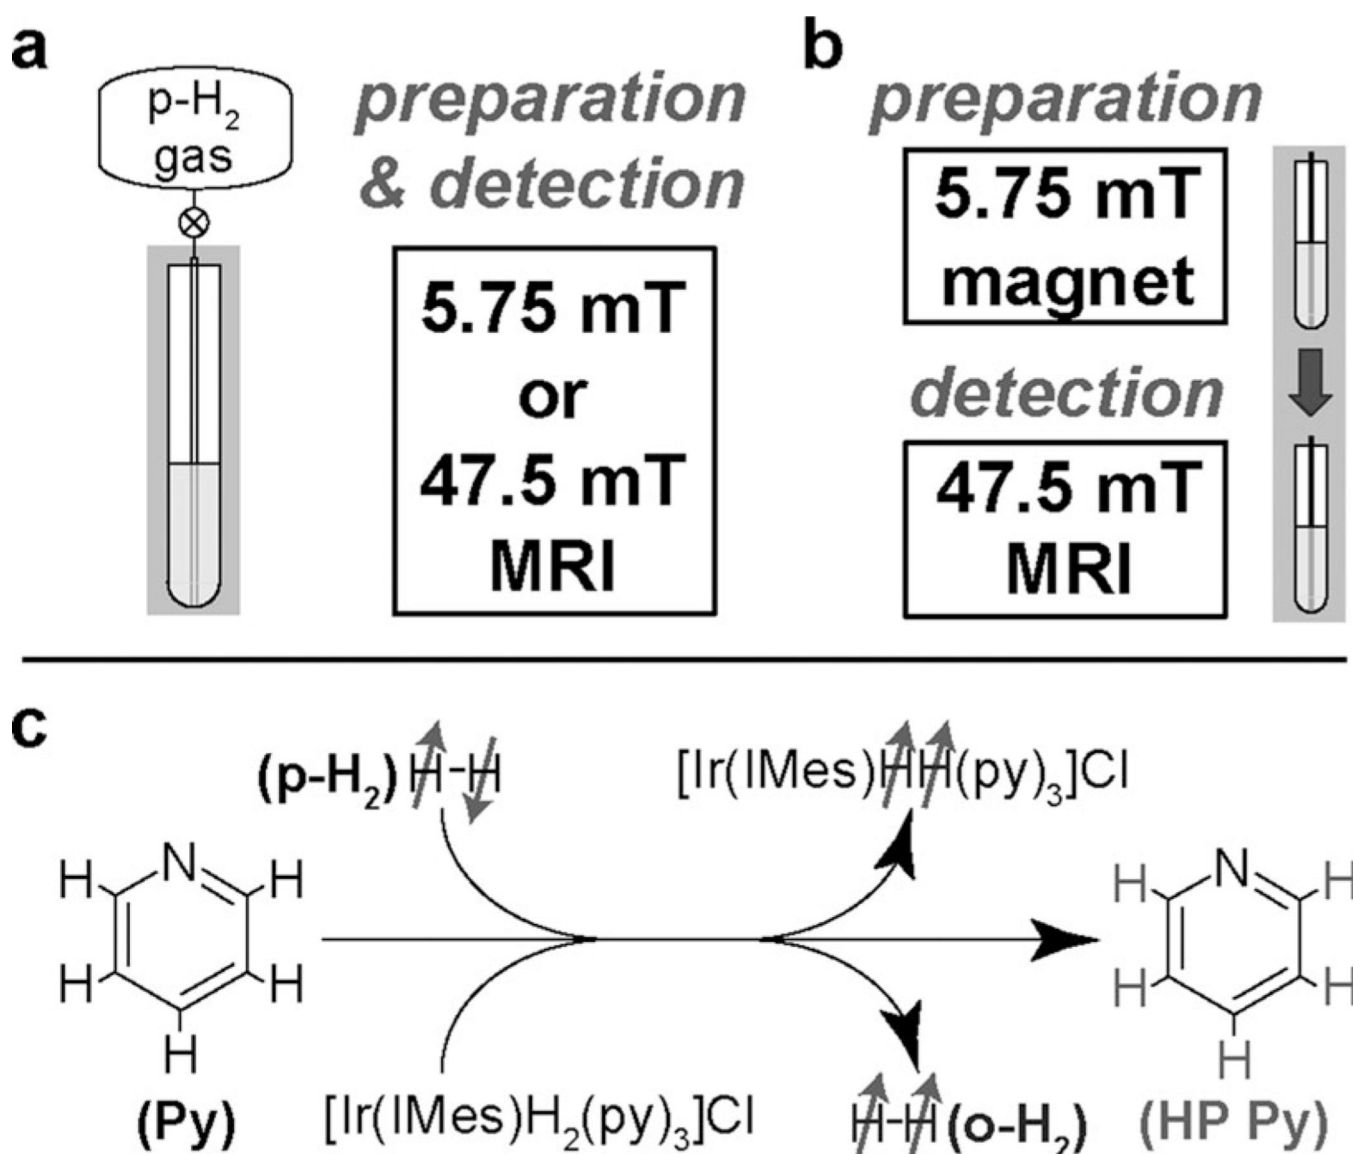 a
p-H₂
gas
preparation
& detection
5.75 mT
or
47.5 mT
MRI
b
preparation
5.75 mT
magnet
detection
47.5 mT
MRI
c
(p-H₂) H-H
[Ir(IMes)HH(py)₃]Cl
N
H H
H H
H
(Py)
[Ir(IMes)H₂(py)₃]Cl
H-H (o-H₂)
N
H H
H H
H
(HP Py)